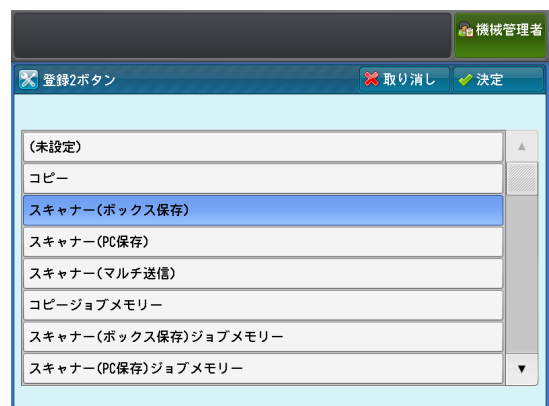 機械管理者
登録2ボタン
取り消し
決定
(未設定)
コピー
スキャナー(ボックス保存)
スキャナー(PC保存)
スキャナー(マルチ送信)
コピージョブメモリー
スキャナー(ボックス保存)ジョブメモリー
スキャナー(PC保存)ジョブメモリー